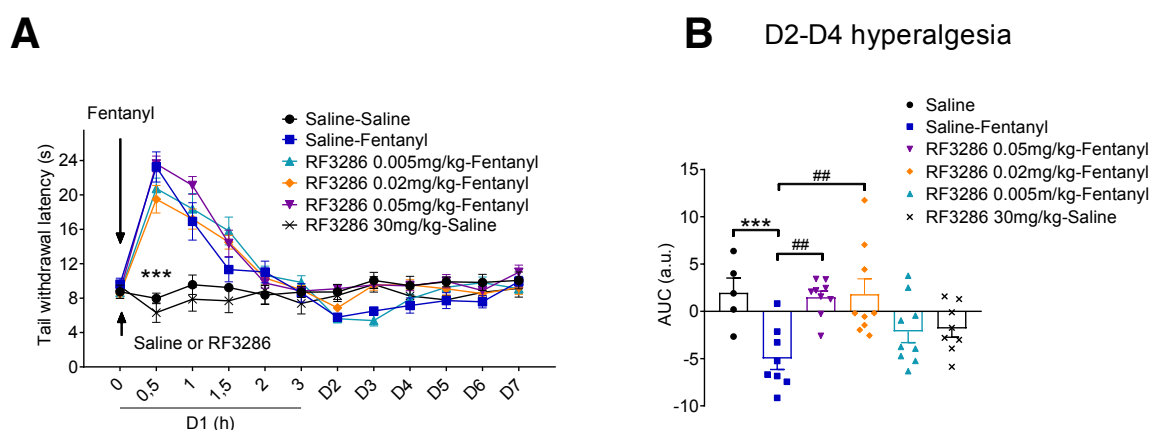 A
B
D2-D4 hyperalgesia
Fentanyl
Saline-Saline
Saline-Fentanyl
RF3286 0.005mg/kg-Fentanyl
RF3286 0.02mg/kg-Fentanyl
RF3286 0.05mg/kg-Fentanyl
RF3286 30mg/kg-Saline
Tail withdrawal latency (s)
24
20
16
12
8
4
0
***
Saline or RF3286
0 0,5 1 1,5 2 3 D2 D3 D4 D5 D6 D7
D1 (h)
Saline
Saline-Fentanyl
RF3286 0.05mg/kg-Fentanyl
RF3286 0.02mg/kg-Fentanyl
RF3286 0.005m/kg-Fentanyl
RF3286 30mg/kg-Saline
AUC (a.u.)
15
10
5
0
-5
-10
##
***
##